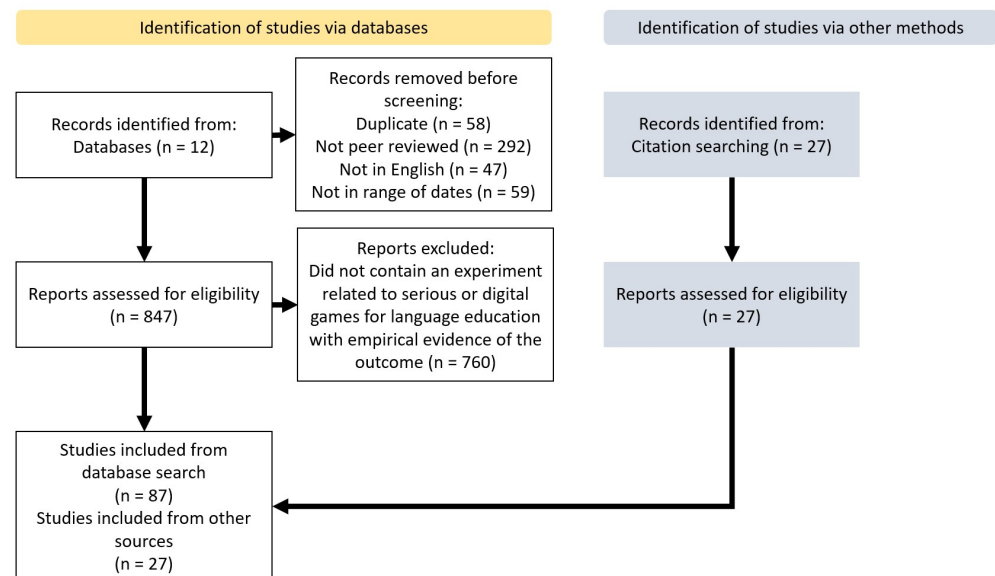 Identification of studies via databases
Identification of studies via other methods
Records identified from:
Databases (n = 12)
Records removed before
screening:
Duplicate (n = 58)
Not peer reviewed (n = 292)
Not in English (n = 47)
Not in range of dates (n = 59)
Records identified from:
Citation searching (n = 27)
Reports assessed for eligibility
(n = 847)
Reports excluded:
Did not contain an experiment
related to serious or digital
games for language education
with empirical evidence of the
outcome (n = 760)
Reports assessed for eligibility
(n = 27)
Studies included from
database search
(n = 87)
Studies included from other
sources
(n = 27)